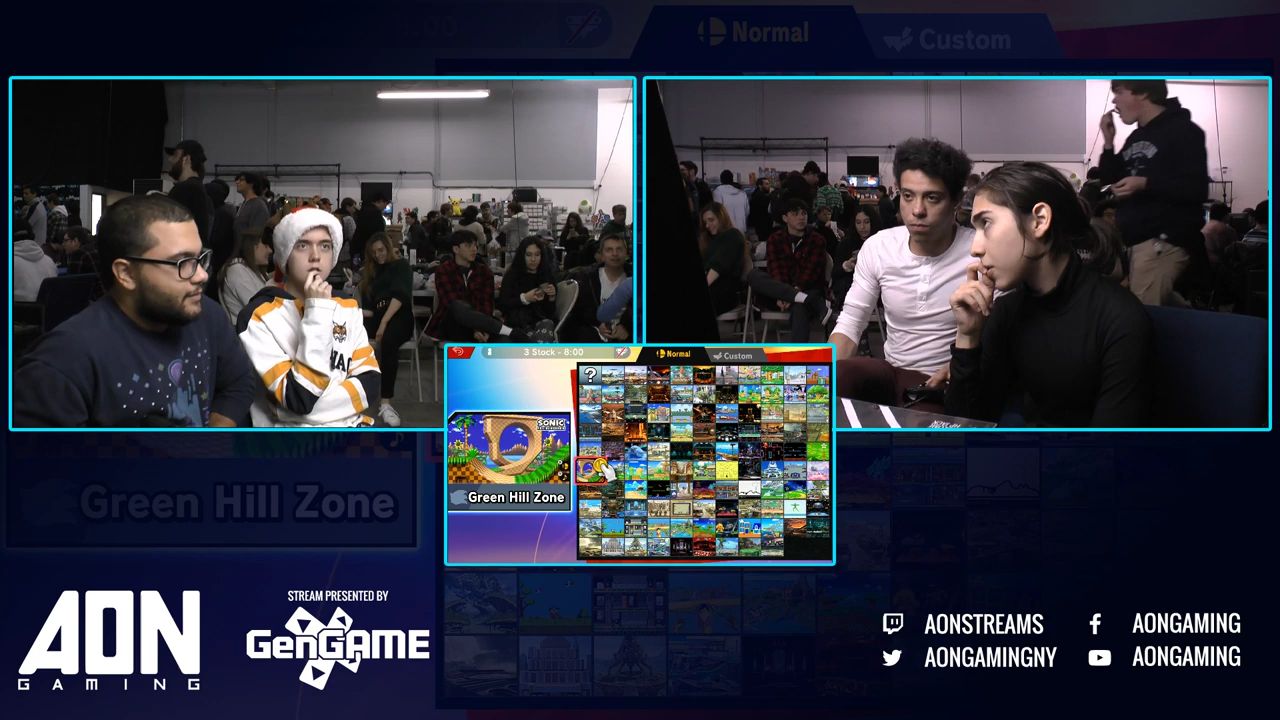 Normal
Custom
3 Stock - 8:00
Normal
Custom
?
SONIC
Green Hill Zone
Green Hill Zone
AON
GAMING
STREAM PRESENTED BY
GENGAME
AONSTREAMS
AONGAMING
AONGAMINGNY
AONGAMING